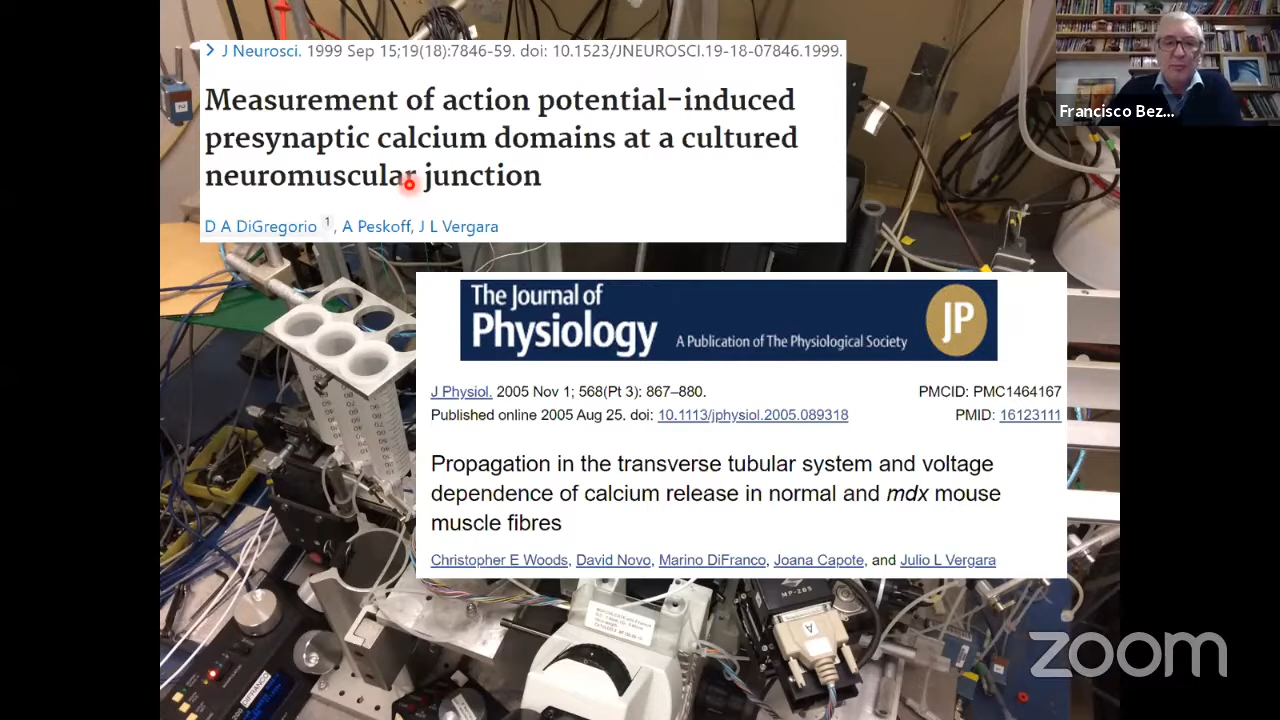 > J Neurosci. 1999 Sep 15;19(18):7846-59. doi: 10.1523/JNEUROSCI.19-18-07846.1999.
Measurement of action potential-induced
presynaptic calcium domains at a cultured
neuromuscular junction
D A DiGregorio 1, A Peskoff, J L Vergara
Francisco Bez...
The Journal of
Physiology
A Publication of The Physiological Society
JP
J Physiol. 2005 Nov 1; 568(Pt 3): 867–880.
PMCID: PMC1464167
Published online 2005 Aug 25. doi: 10.1113/jphysiol.2005.089318
PMID: 16123111
Propagation in the transverse tubular system and voltage
dependence of calcium release in normal and mdx mouse
muscle fibres
Christopher E Woods, David Novo, Marino DiFranco, Joana Capote, and Julio L Vergara
MP-285
A
DIFRANCO
zoom